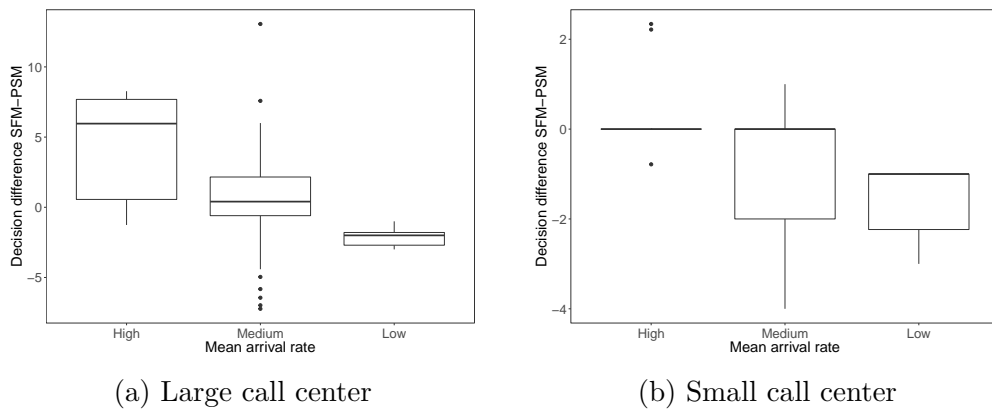 Decision difference SFM−PSM
10
5
0
−5
High
Medium
Low
Mean arrival rate
(a) Large call center
Decision difference SFM−PSM
2
0
−2
−4
High
Medium
Low
Mean arrival rate
(b) Small call center